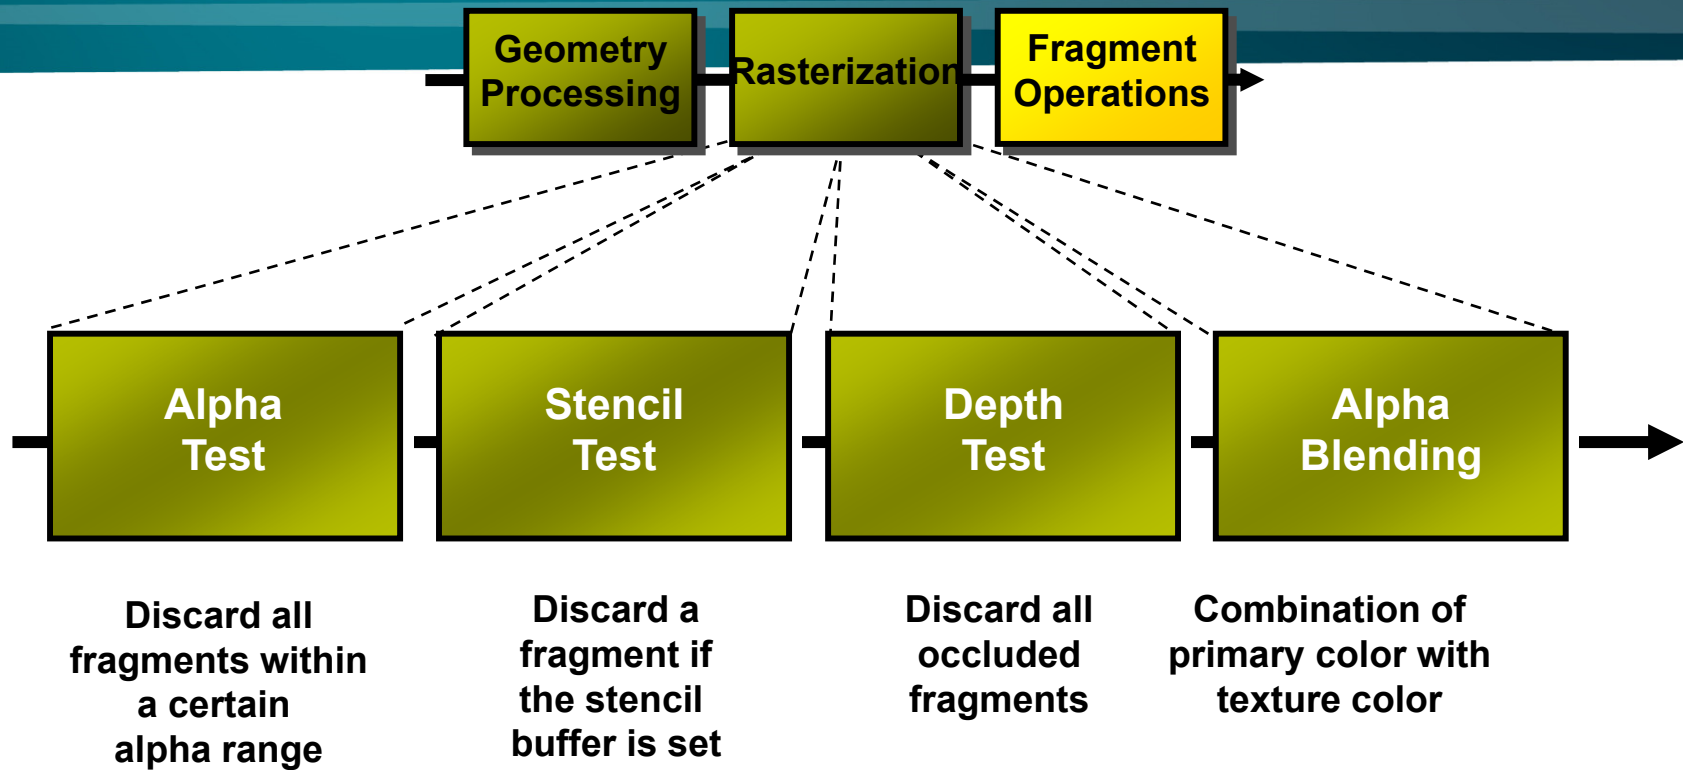 Geometry
Processing
Rasterization
Fragment
Operations
Alpha
Test
Stencil
Test
Depth
Test
Alpha
Blending
Discard all
fragments within
a certain
alpha range
Discard a
fragment if
the stencil
buffer is set
Discard all
occluded
fragments
Combination of
primary color with
texture color